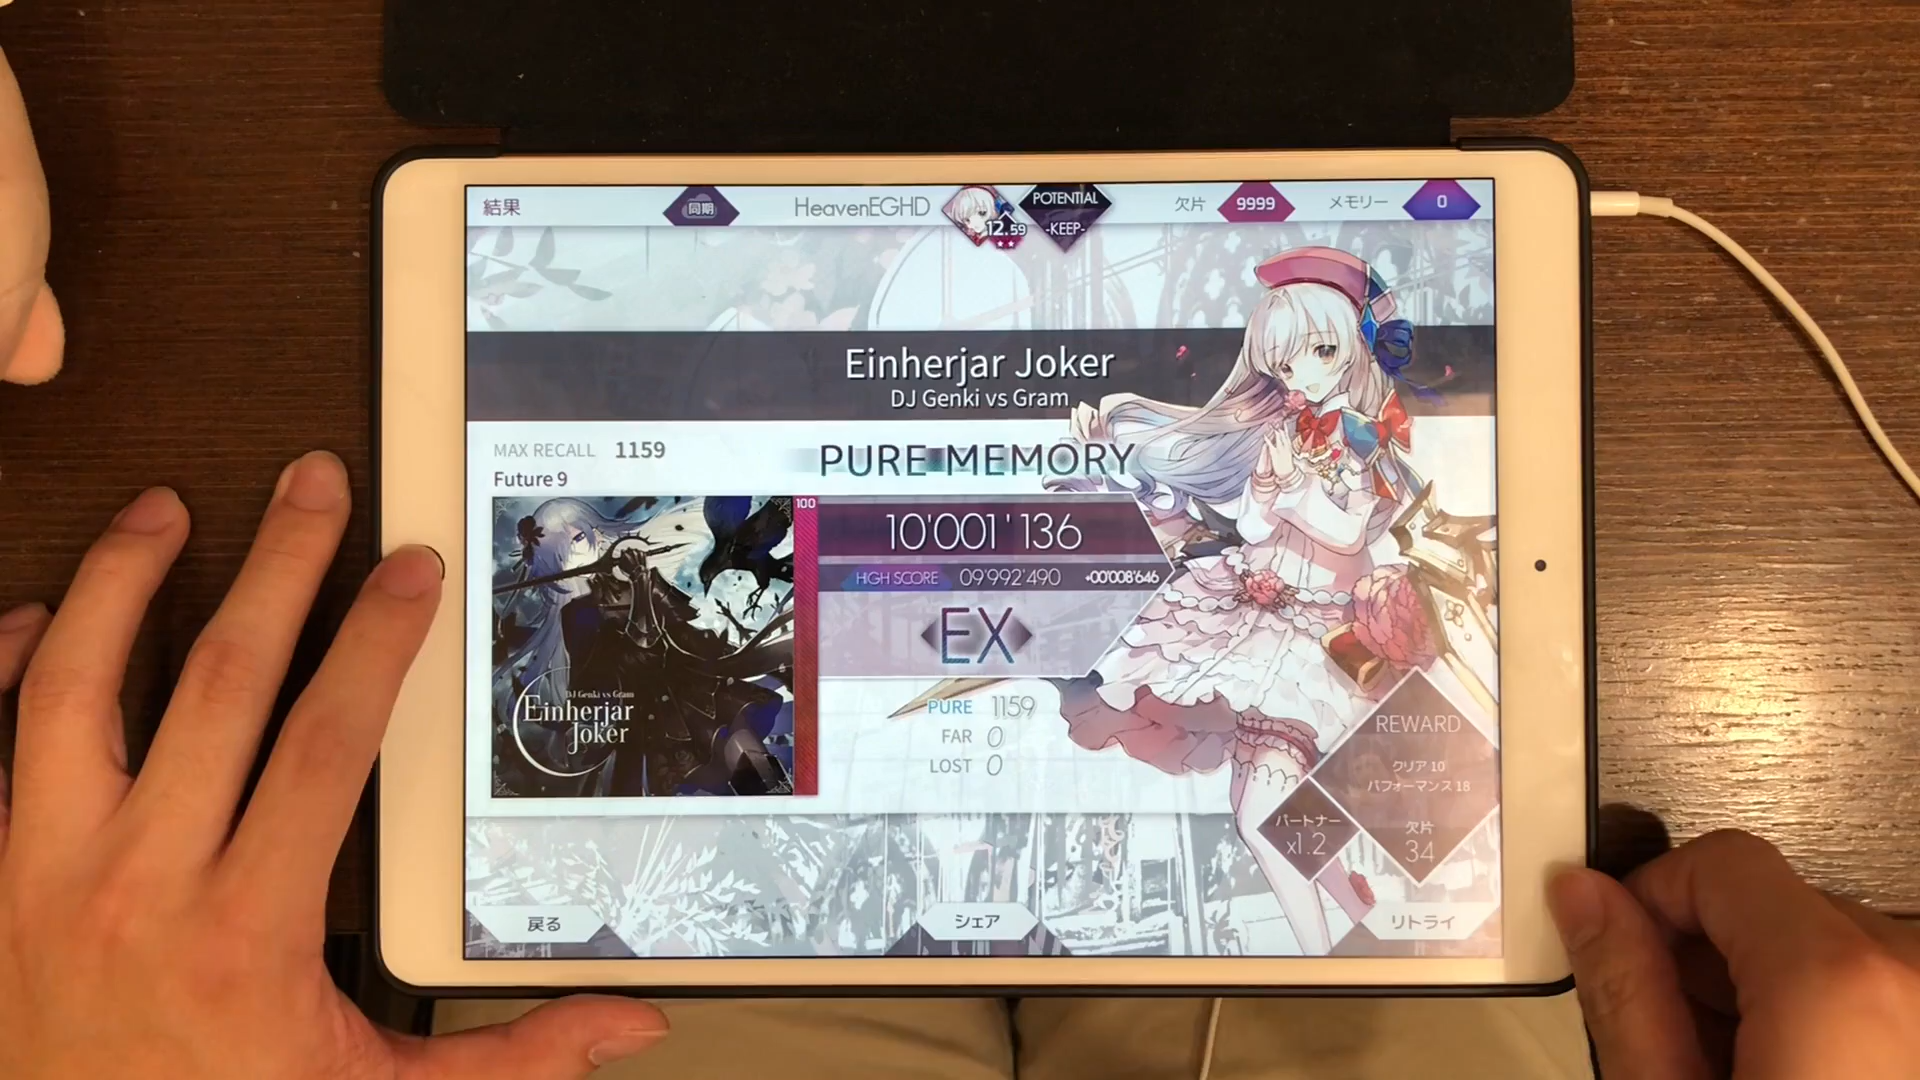 結果
同期
HeavenEGHD
12.59
POTENTIAL
-KEEP-
欠片
9999
メモリー
0
Einherjar Joker
DJ Genki vs Gram
MAX RECALL 1159
PURE MEMORY
Future 9
100
10'001'136
HIGH SCORE 09'992'490 +00'008'646
EX
DJ Genki vs Gram
Einherjar
Joker
PURE 1159
FAR 0
LOST 0
REWARD
クリア 10
パフォーマンス 18
欠片
34
パートナー
x1.2
戻る
シェア
リトライ